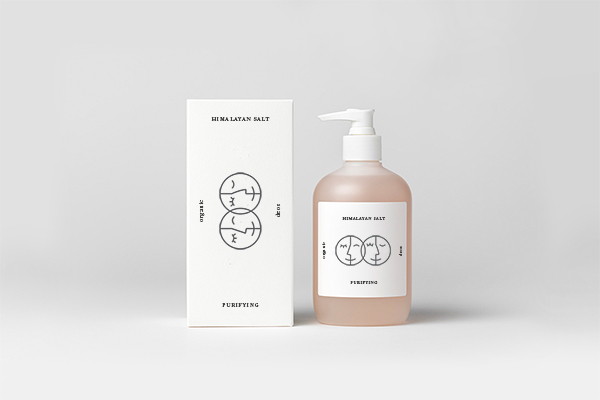 HIMALAYAN SALT
organic
soap
PURIFYING
HIMALAYAN SALT
organic
soap
PURIFYING